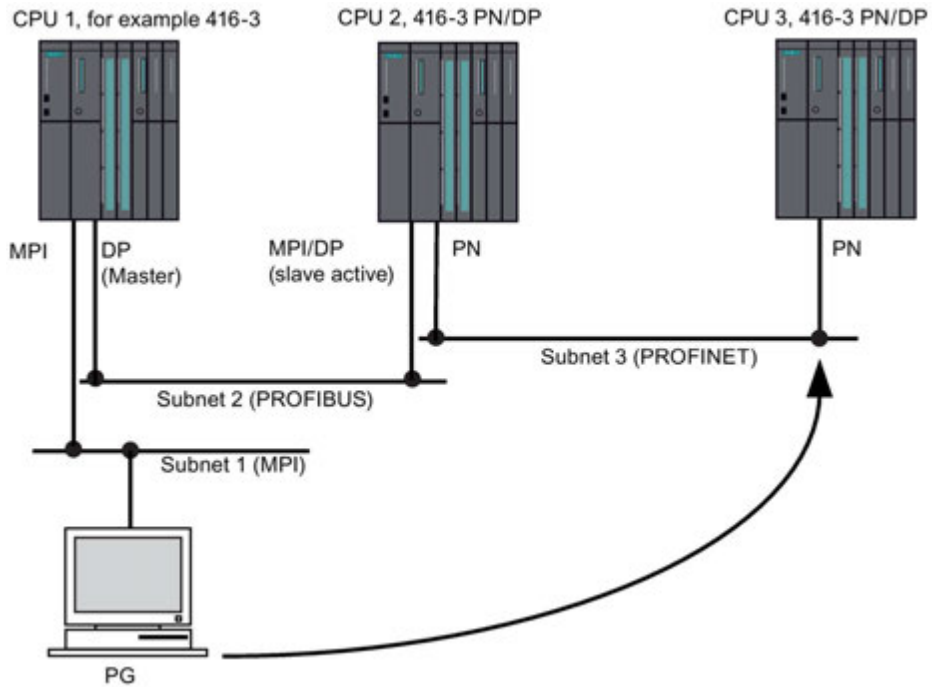 CPU 1, for example 416-3
CPU 2, 416-3 PN/DP
CPU 3, 416-3 PN/DP
MPI
DP
(Master)
MPI/DP
(slave active)
PN
PN
Subnet 3 (PROFINET)
Subnet 2 (PROFIBUS)
Subnet 1 (MPI)
PG